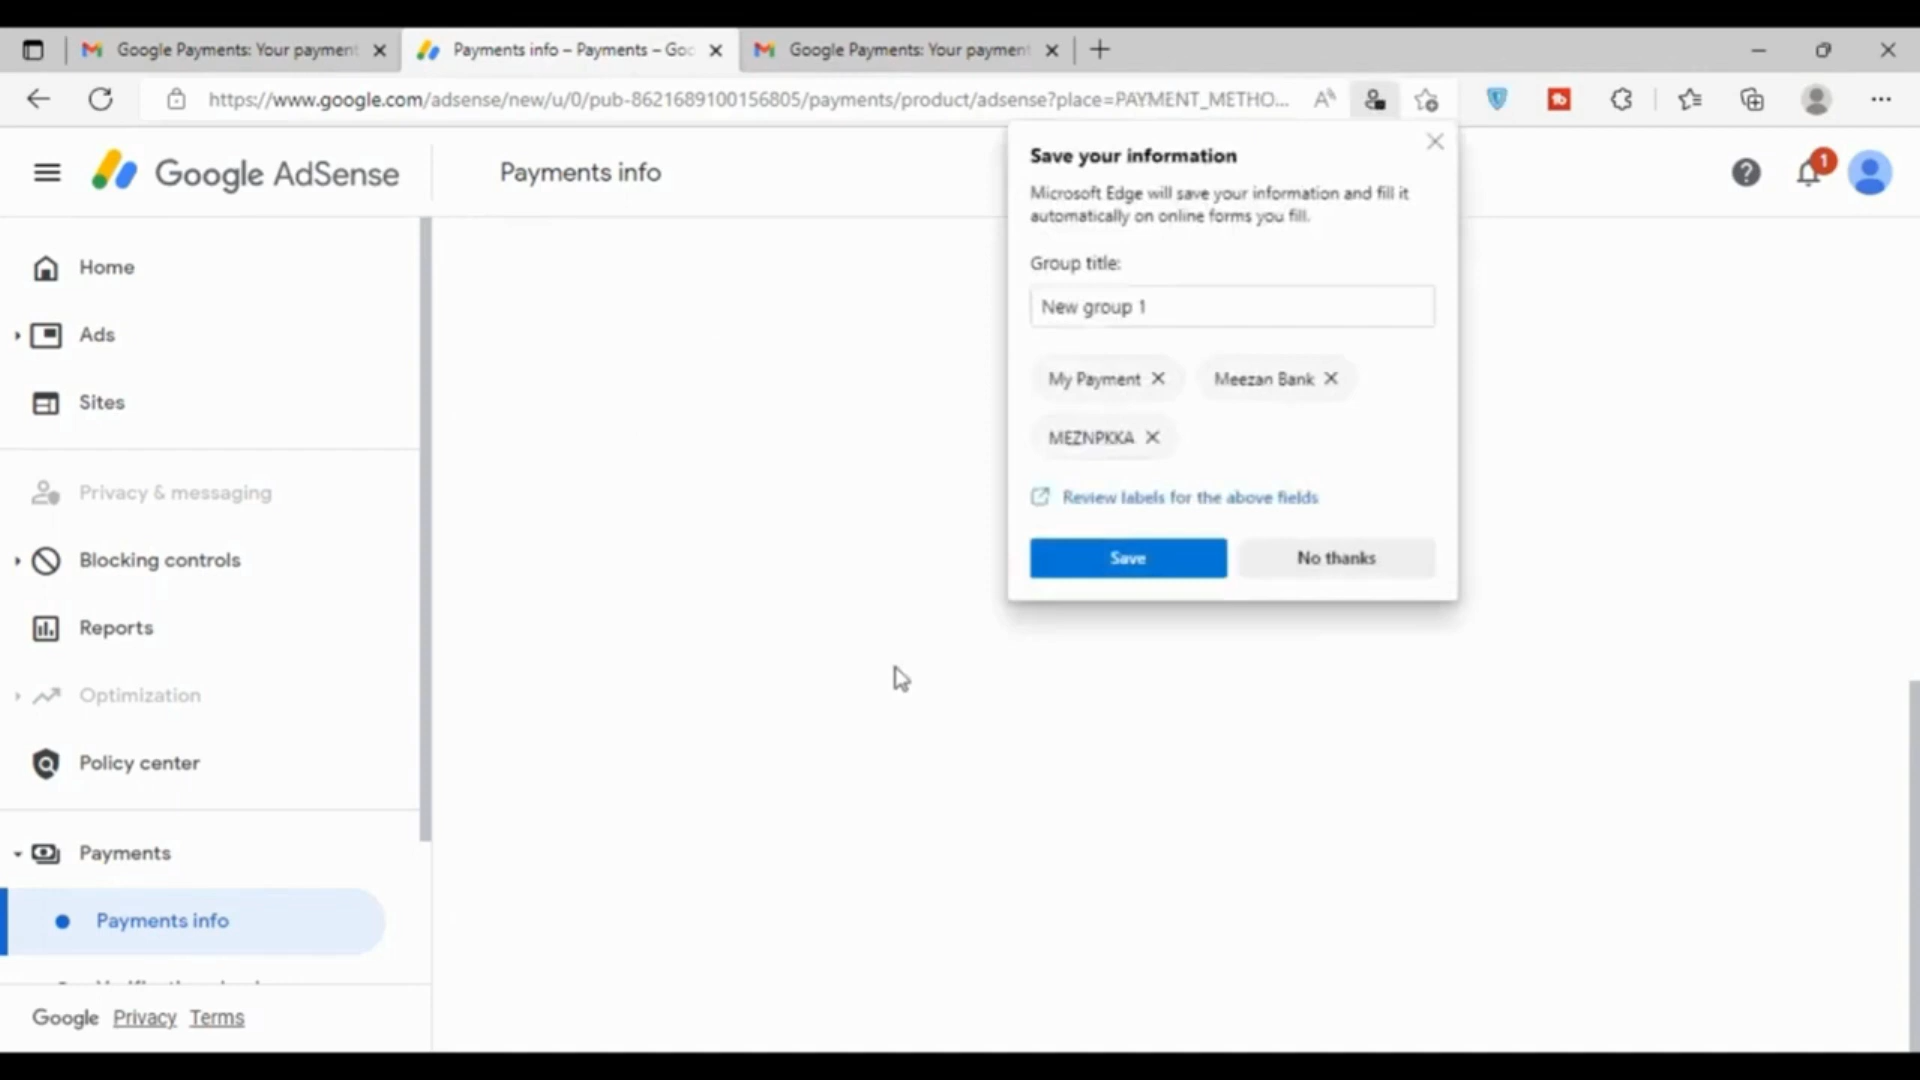 Google Payments: Your payment
Payments info – Payments – Goo
Google Payments: Your payment
https://www.google.com/adsense/new/u/0/pub-8621689100156805/payments/product/adsense?place=PAYMENT_METHO...
Google AdSense
Payments info
1
Home
Ads
Sites
Privacy & messaging
Blocking controls
Reports
Optimization
Policy center
Payments
Payments info
Google Privacy Terms
Save your information
Microsoft Edge will save your information and fill it
automatically on online forms you fill.
Group title:
New group 1
My Payment
Meezan Bank
MEZNPKKA
Review labels for the above fields
Save
No thanks